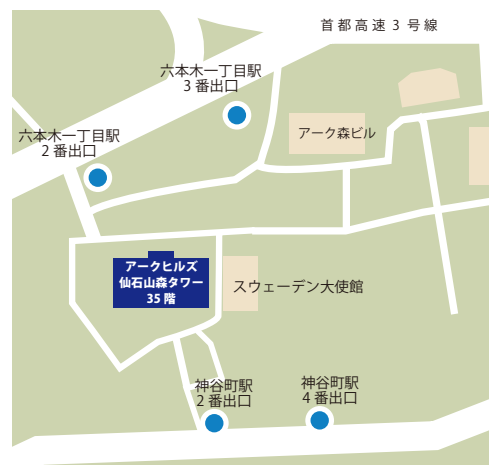 首都高速3号線
六本木一丁目駅
3番出口
六本木一丁目駅
2番出口
アーク森ビル
アークヒルズ
仙石山森タワー
35階
スウェーデン大使館
神谷町駅
2番出口
神谷町駅
4番出口